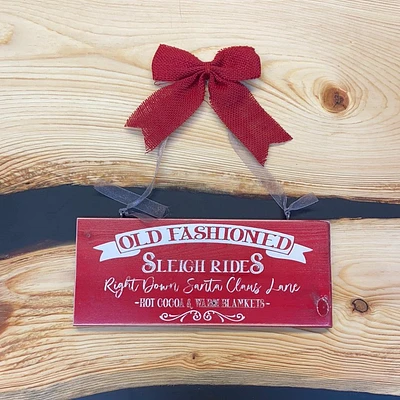 OLD FASHIONED
SLEIGH RIDES
Right Down Santa Claus Lane
-HOT COCOA & WARM BLANKETS-